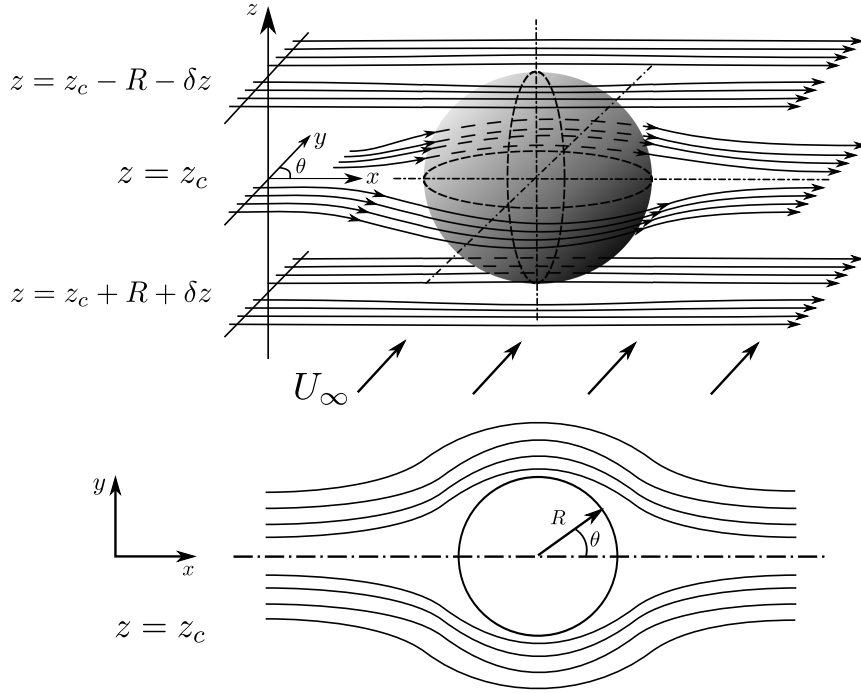 z
z = z_c − R − δz
y
θ
x
z = z_c
z = z_c + R + δz
U_∞
y
x
R
θ
z = z_c